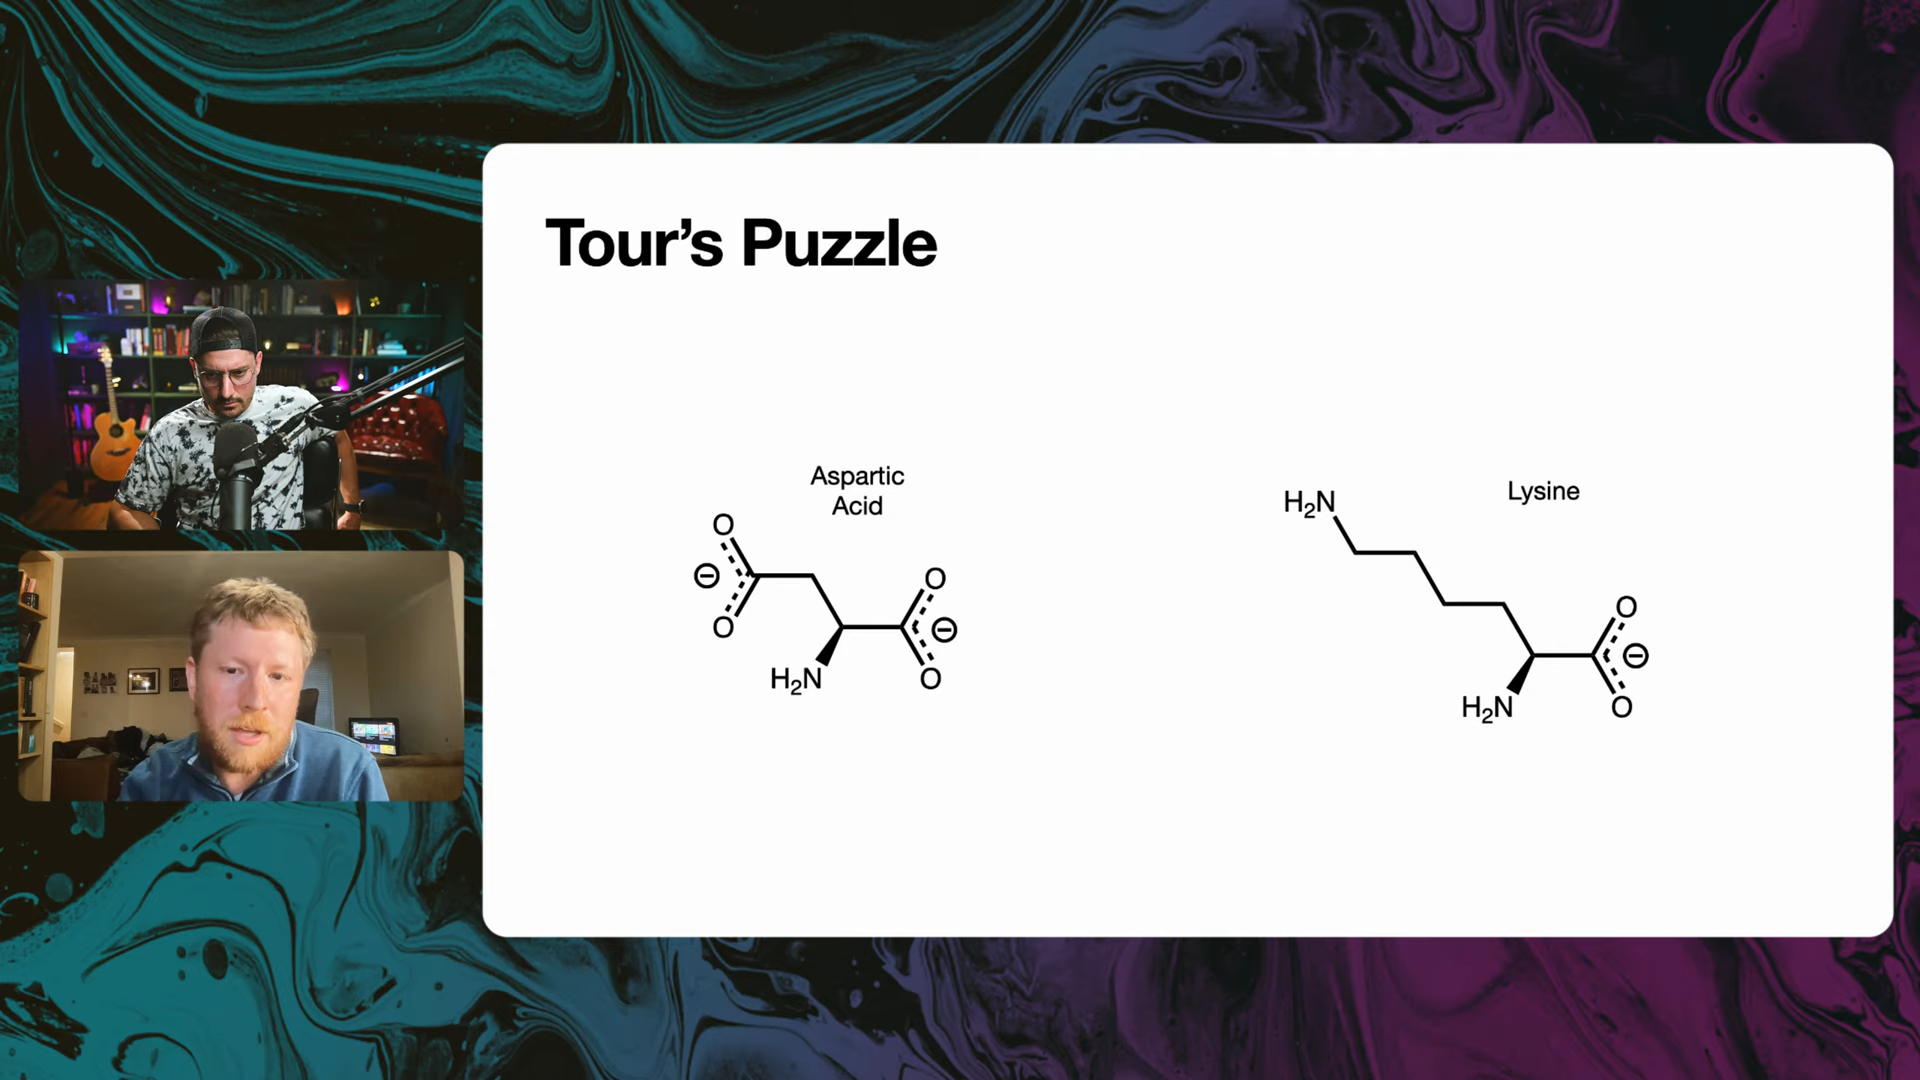 Tour’s Puzzle
Aspartic
Acid
O
O
⊖
O
⊖
O
H₂N
Lysine
H₂N
O
⊖
O
H₂N